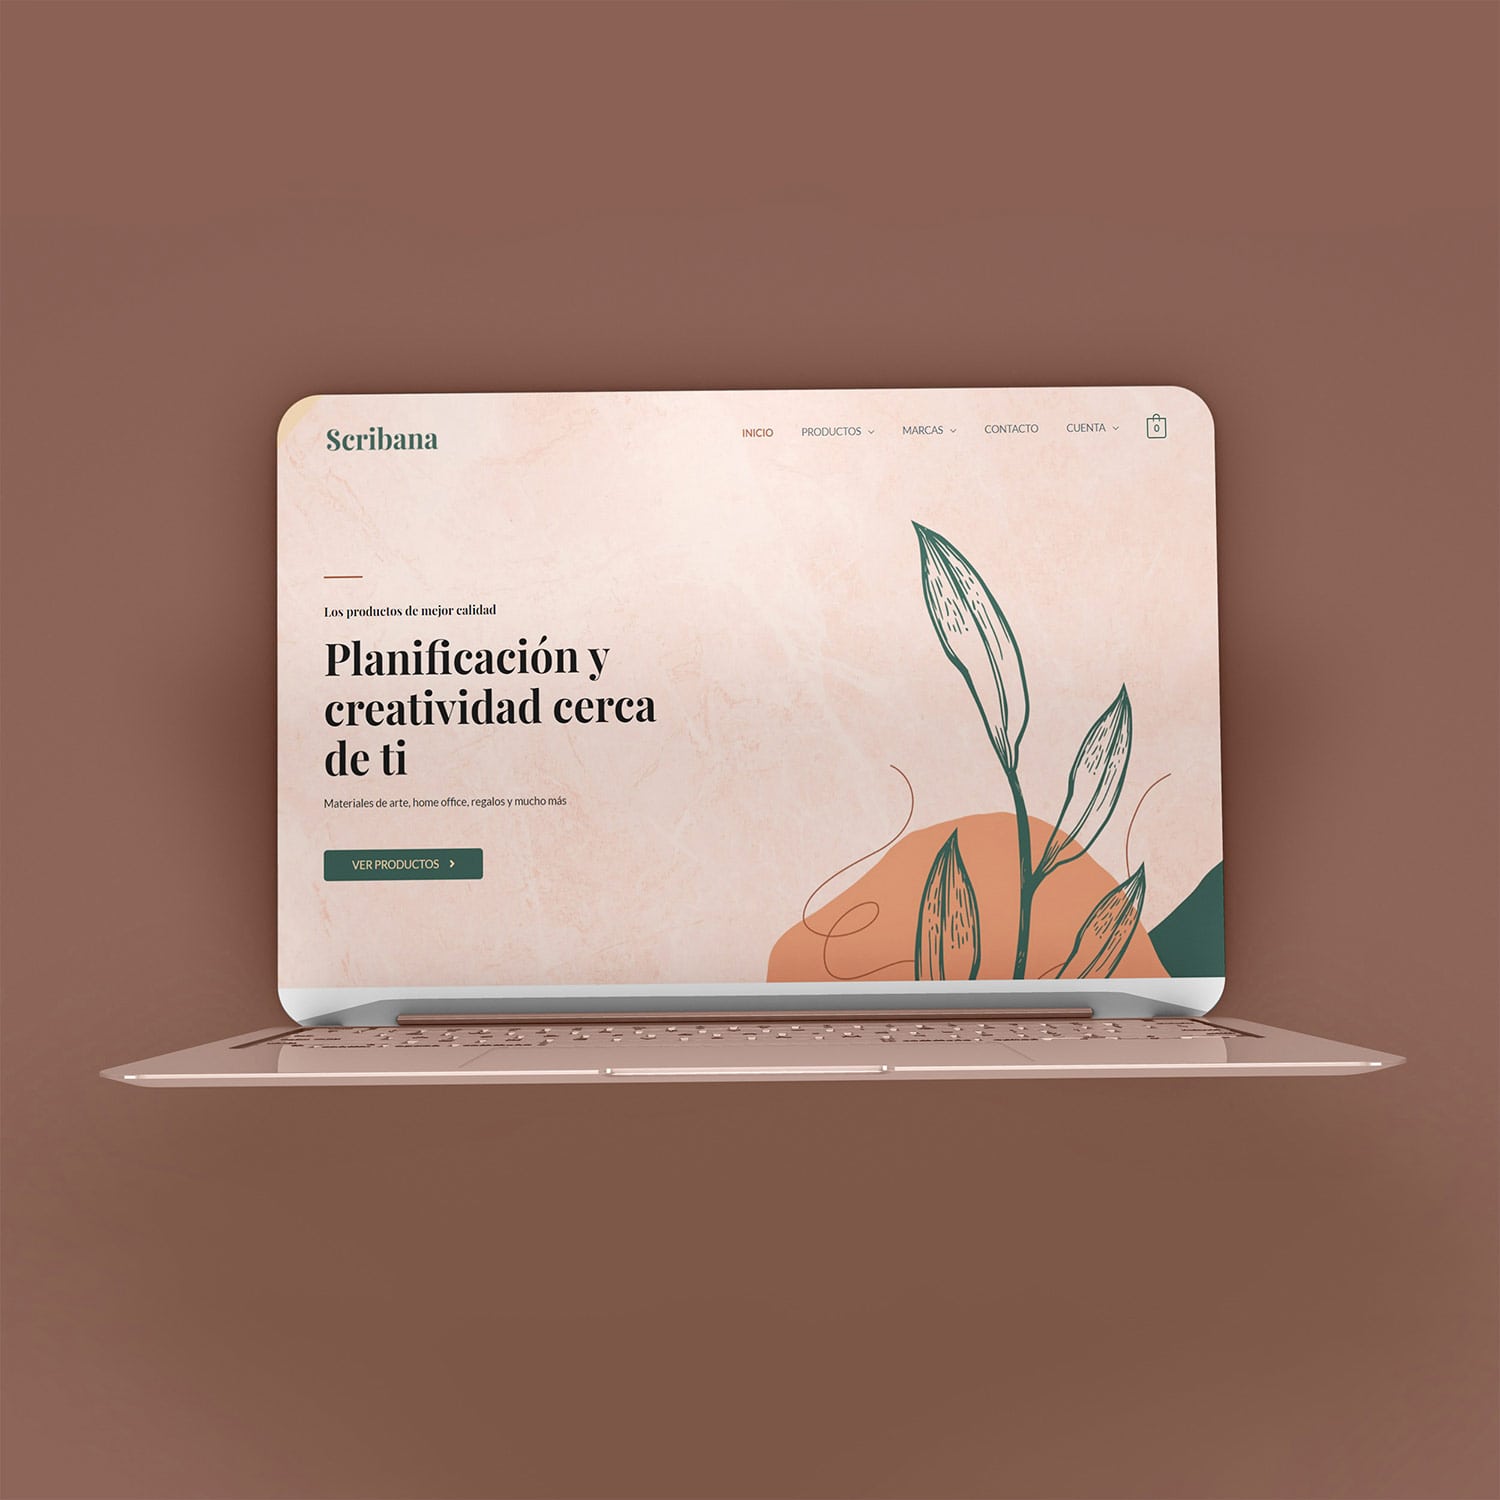 Scribana
INICIO PRODUCTOS MARCAS CONTACTO CUENTA 0
Los productos de mejor calidad
Planificación y
creatividad cerca
de ti
Materiales de arte, home office, regalos y mucho más
VER PRODUCTOS